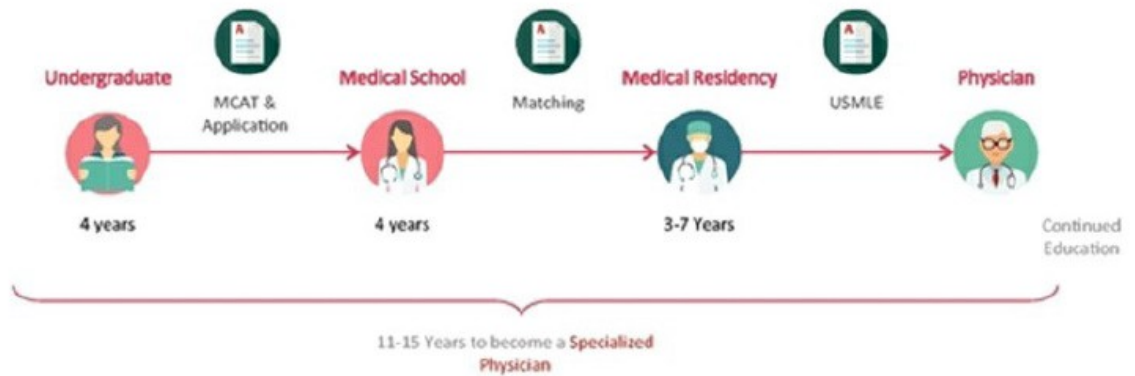 Undergraduate
MCAT &
Application
Medical School
Matching
Medical Residency
USMLE
Physician
4 years
4 years
3-7 Years
Continued
Education
11-15 Years to become a Specialized
Physician